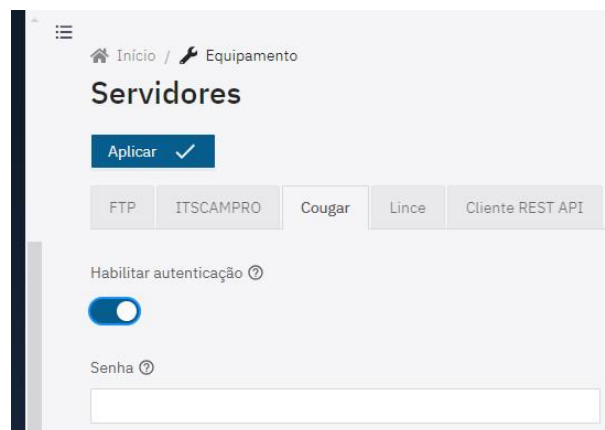 Início / Equipamento
Servidores
Aplicar
FTP ITSCAMPRO Cougar Lince Cliente REST API
Habilitar autenticação ?
Senha ?